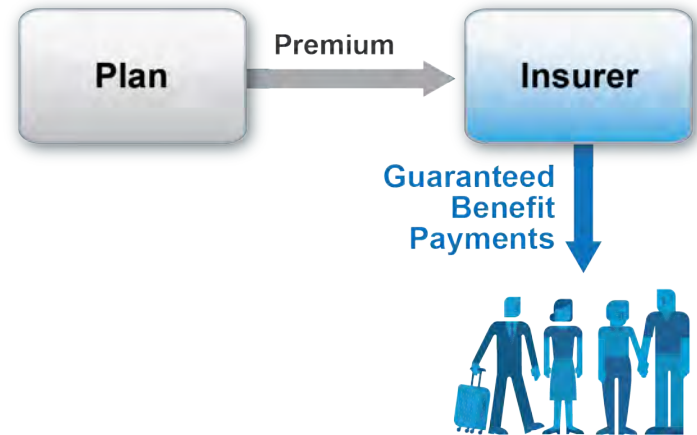 Premium
Plan
Insurer
Guaranteed
Benefit
Payments